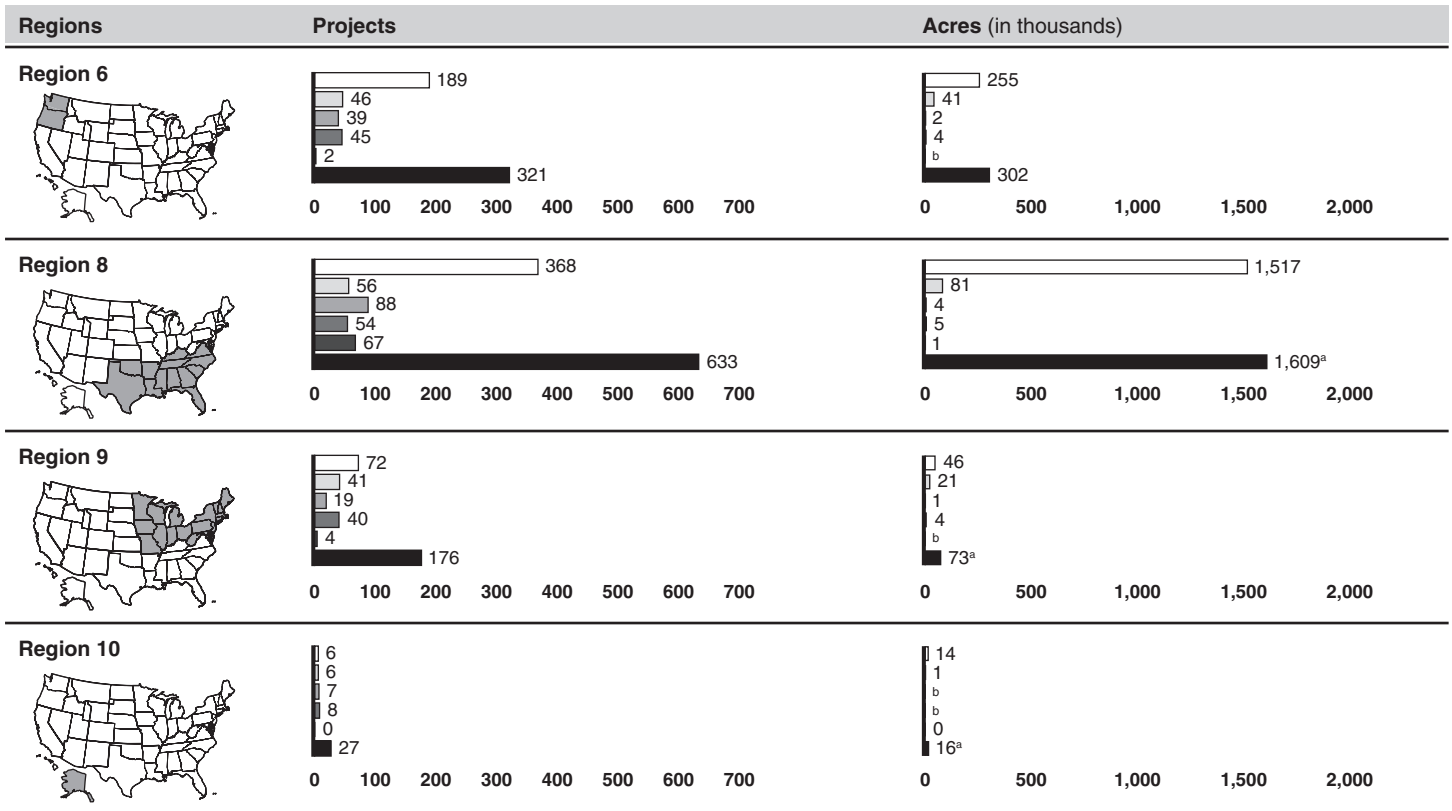 Regions Projects Acres (in thousands)
Region 6
189 255
46 41
39 2
45 4
2 b
321 302
0 100 200 300 400 500 600 700 0 500 1,000 1,500 2,000
Region 8
368 1,517
56 81
88 4
54 5
67 1
633 1,609a
0 100 200 300 400 500 600 700 0 500 1,000 1,500 2,000
Region 9
72 46
41 21
19 1
40 4
4 b
176 73a
0 100 200 300 400 500 600 700 0 500 1,000 1,500 2,000
Region 10
6 14
6 1
7 b
8 b
0 0
27 16a
0 100 200 300 400 500 600 700 0 500 1,000 1,500 2,000